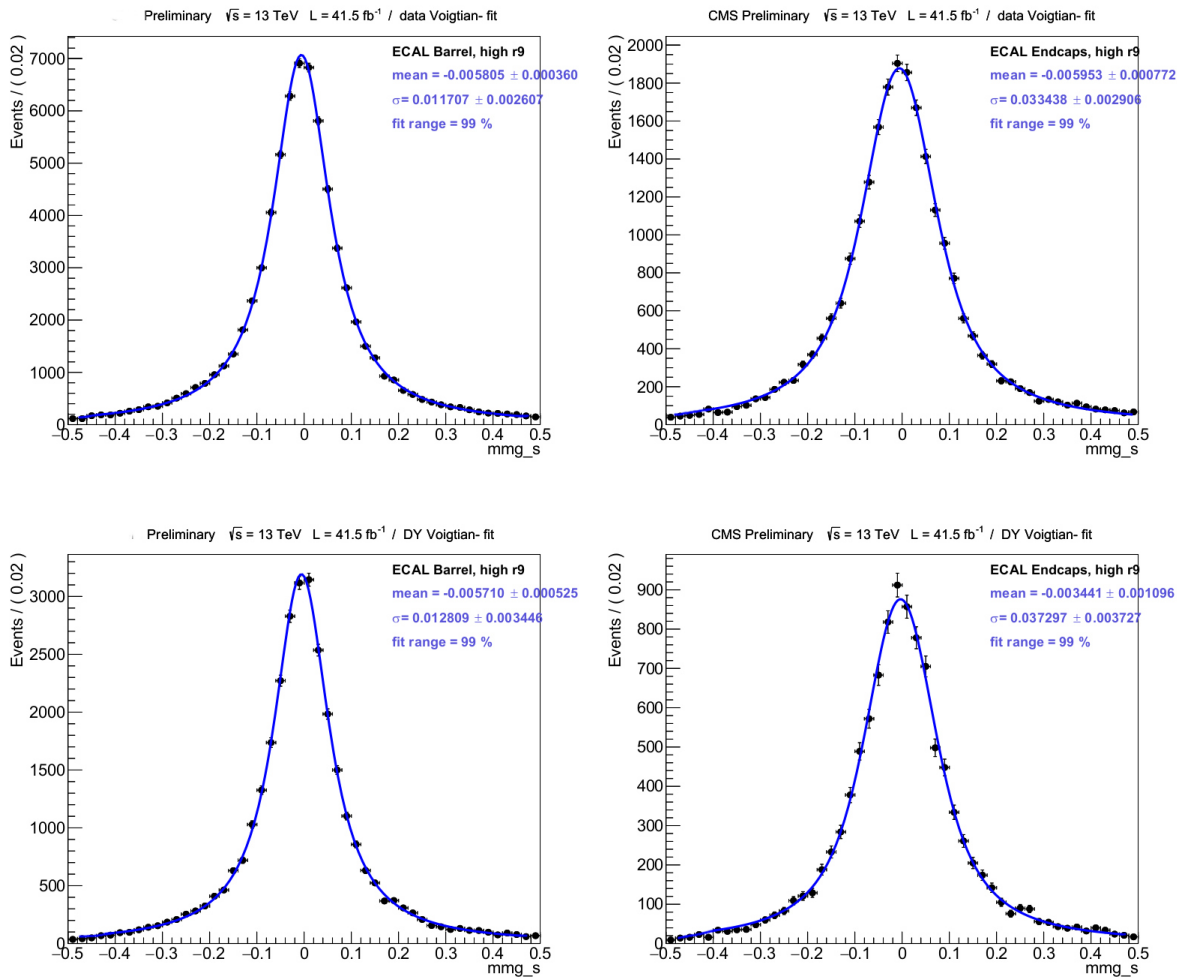 Preliminary √s = 13 TeV L = 41.5 fb⁻¹ / data Voigtian- fit
ECAL Barrel, high r9
mean = -0.005805 ± 0.000360
σ= 0.011707 ± 0.002607
fit range = 99 %
Events / ( 0.02 )
7000
6000
5000
4000
3000
2000
1000
0
−0.5 −0.4 −0.3 −0.2 −0.1 0 0.1 0.2 0.3 0.4 0.5
mmg_s
CMS Preliminary √s = 13 TeV L = 41.5 fb⁻¹ / data Voigtian- fit
ECAL Endcaps, high r9
mean = -0.005953 ± 0.000772
σ= 0.033438 ± 0.002906
fit range = 99 %
Events / ( 0.02 )
2000
1800
1600
1400
1200
1000
800
600
400
200
0
−0.5 −0.4 −0.3 −0.2 −0.1 0 0.1 0.2 0.3 0.4 0.5
mmg_s
Preliminary √s = 13 TeV L = 41.5 fb⁻¹ / DY Voigtian- fit
ECAL Barrel, high r9
mean = -0.005710 ± 0.000525
σ= 0.012809 ± 0.003446
fit range = 99 %
Events / ( 0.02 )
3000
2500
2000
1500
1000
500
0
−0.5 −0.4 −0.3 −0.2 −0.1 0 0.1 0.2 0.3 0.4 0.5
mmg_s
CMS Preliminary √s = 13 TeV L = 41.5 fb⁻¹ / DY Voigtian- fit
ECAL Endcaps, high r9
mean = -0.003441 ± 0.001096
σ= 0.037297 ± 0.003727
fit range = 99 %
Events / ( 0.02 )
900
800
700
600
500
400
300
200
100
0
−0.5 −0.4 −0.3 −0.2 −0.1 0 0.1 0.2 0.3 0.4 0.5
mmg_s